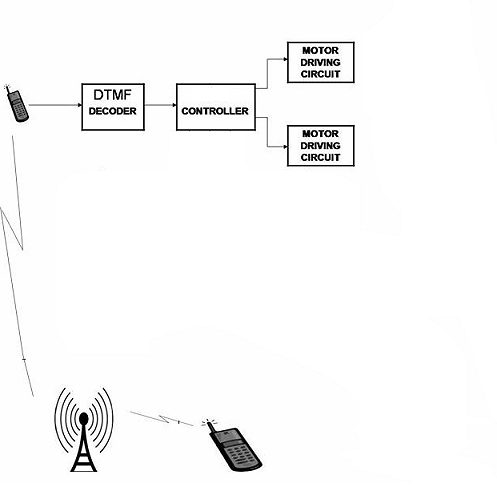 MOTOR
DRIVING
CIRCUIT
DTMF
DECODER
CONTROLLER
MOTOR
DRIVING
CIRCUIT